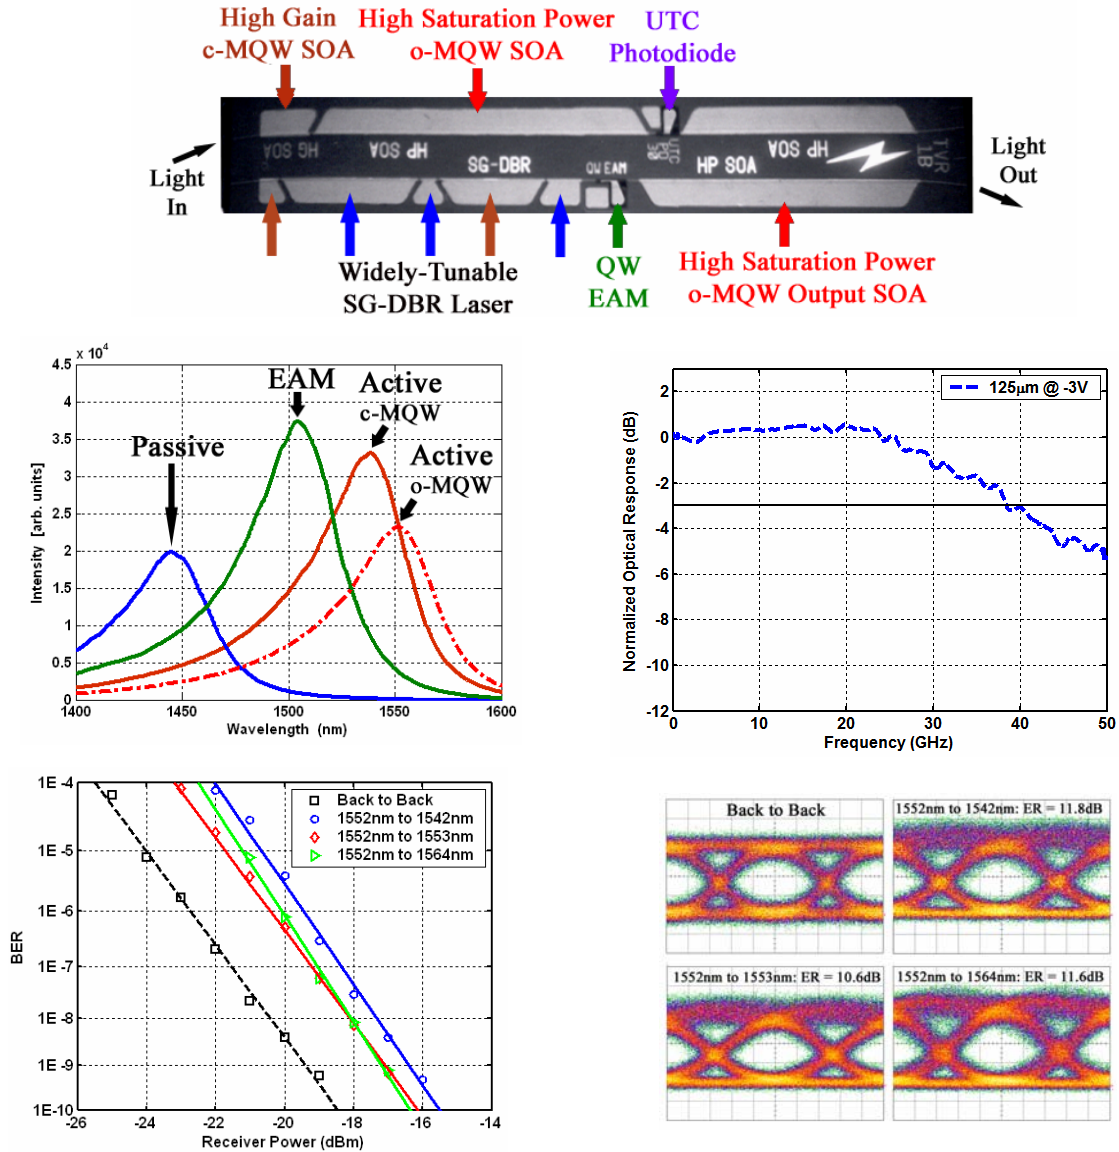 High Gain
c-MQW SOA
High Saturation Power
o-MQW SOA
UTC
Photodiode
HG SOA
HP SOA
SG-DBR
QW EAM
UTC
PD
30
HP SOA
HP SOA
TVR
1B
Light
In
Light
Out
Widely-Tunable
SG-DBR Laser
QW
EAM
High Saturation Power
o-MQW Output SOA
x 10^4
4.5
4
3.5
3
2.5
2
1.5
1
0.5
0
Intensity [arb. units]
Passive
EAM
Active
c-MQW
Active
o-MQW
1400 1450 1500 1550 1600
Wavelength (nm)
2
0
-2
-4
-6
-8
-10
-12
Normalized Optical Response (dB)
125μm @ -3V
0 10 20 30 40 50
Frequency (GHz)
1E -4
1E-5
1E-6
1E-7
1E-8
1E-9
1E-10
BER
Back to Back
1552nm to 1542nm
1552nm to 1553nm
1552nm to 1564nm
-26 -24 -22 -20 -18 -16 -14
Receiver Power (dBm)
Back to Back
1552nm to 1542nm: ER = 11.8dB
1552nm to 1553nm: ER = 10.6dB
1552nm to 1564nm: ER = 11.6dB